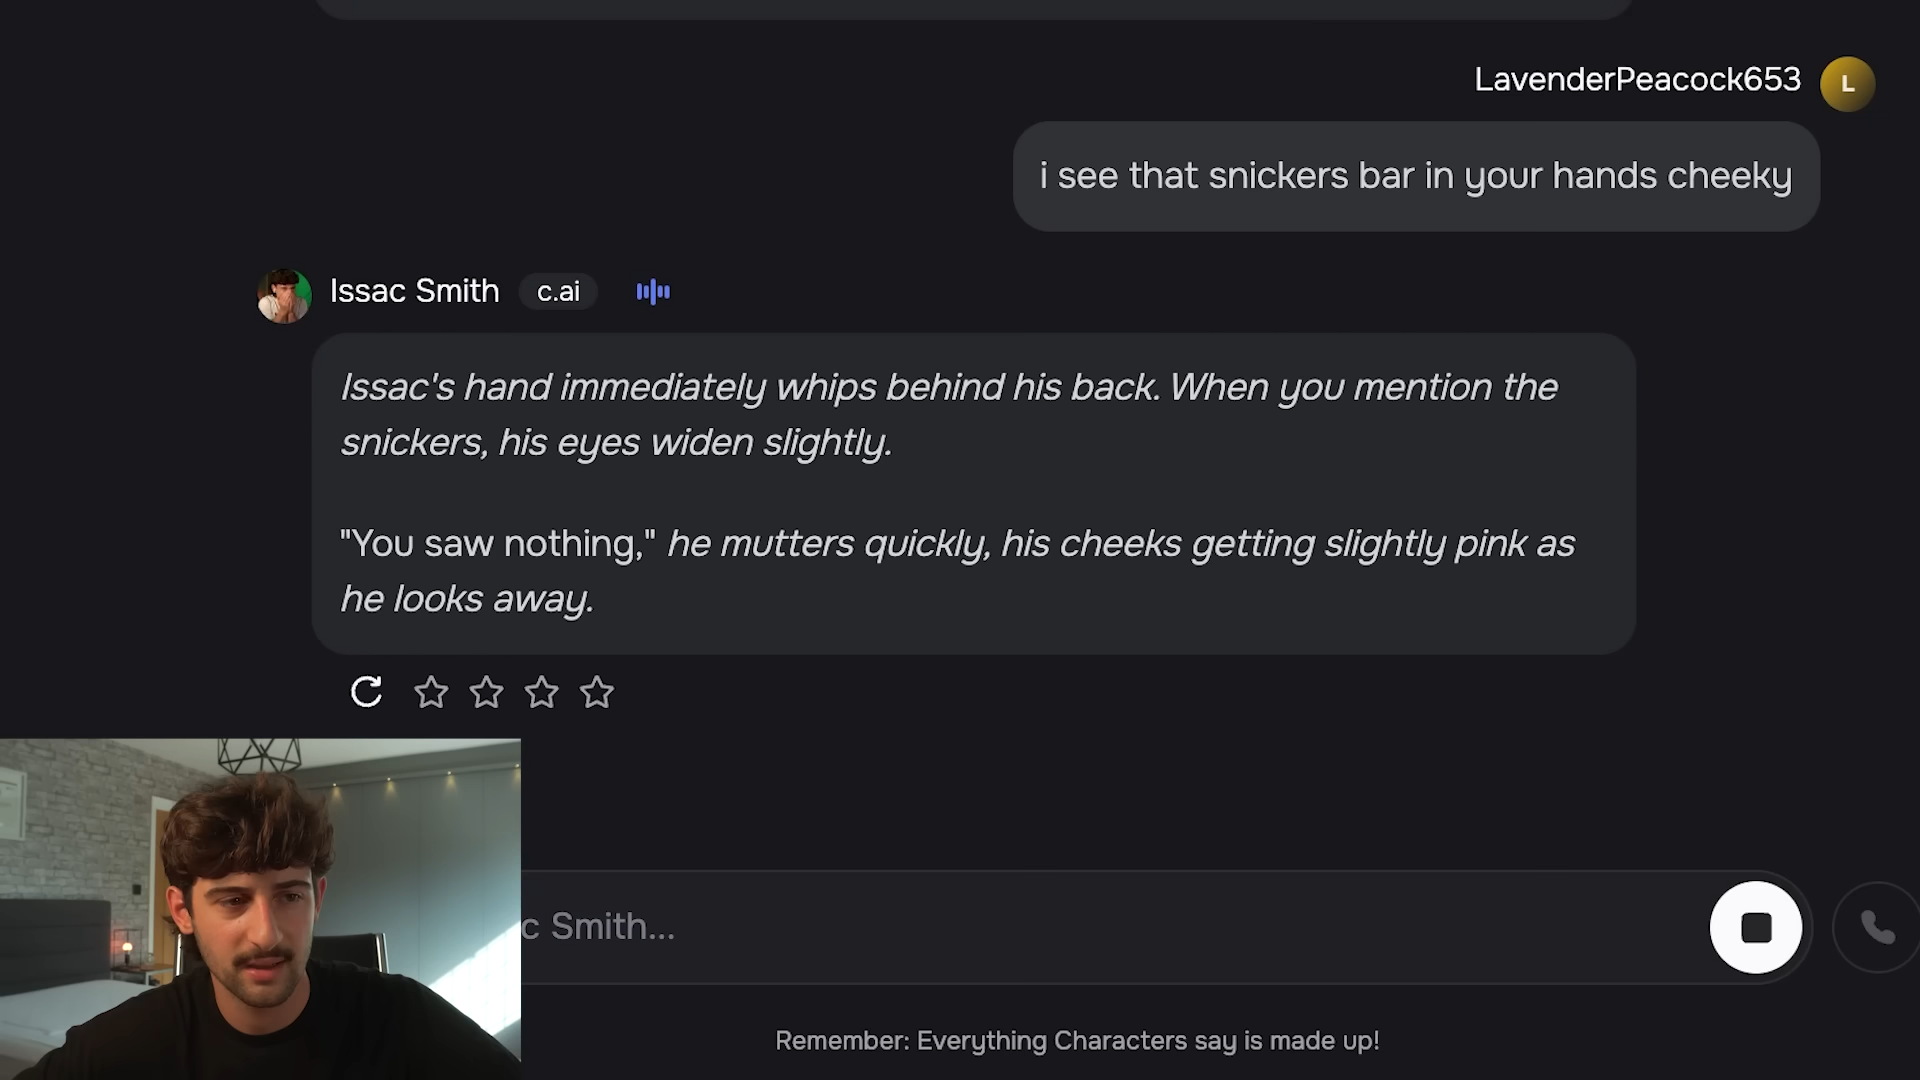 LavenderPeacock653
L
i see that snickers bar in your hands cheeky
Issac Smith c.ai
Issac's hand immediately whips behind his back. When you mention the
snickers, his eyes widen slightly.
"You saw nothing," he mutters quickly, his cheeks getting slightly pink as
he looks away.
c Smith...
Remember: Everything Characters say is made up!